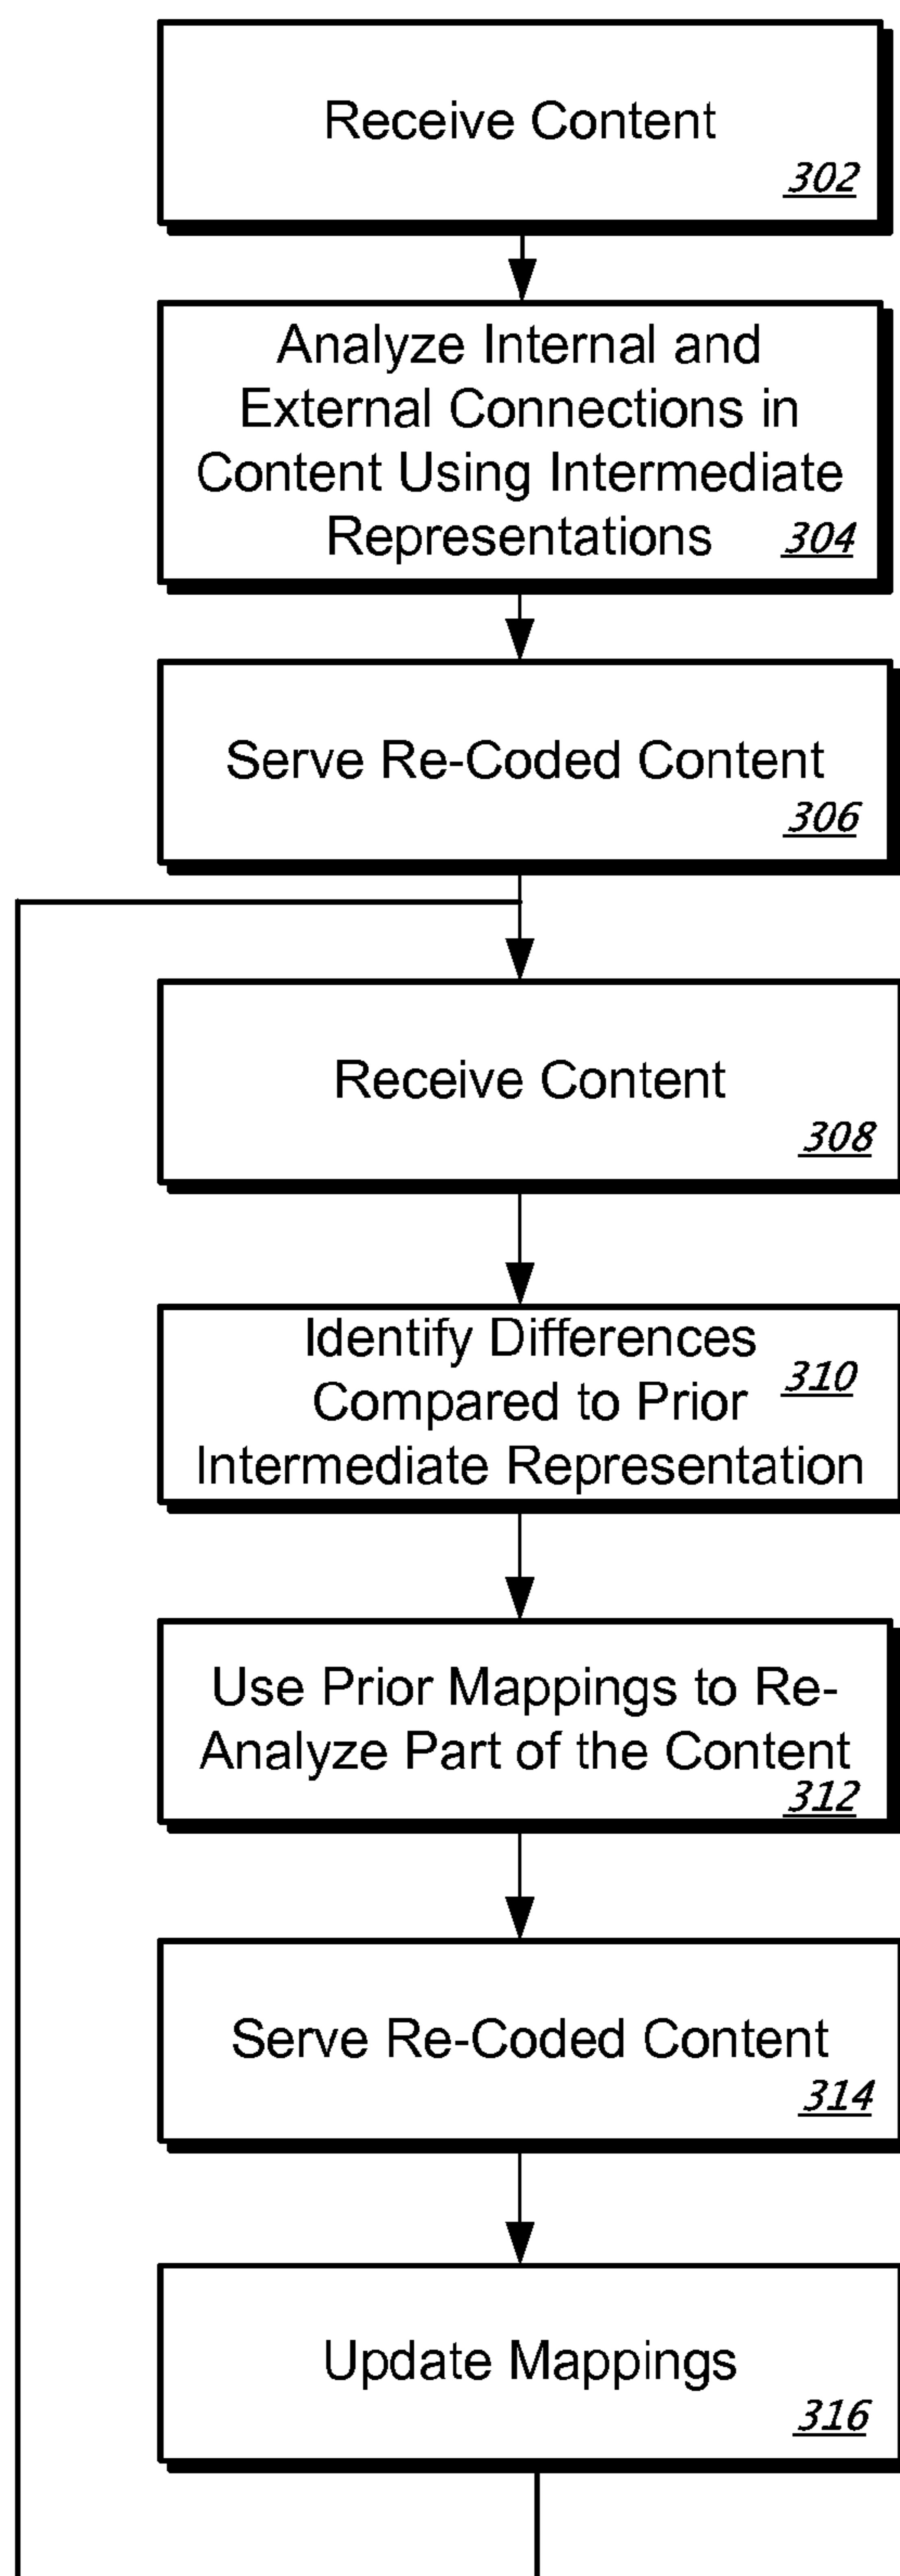 Receive Content
302
Analyze Internal and
External Connections in
Content Using Intermediate
Representations 304
Serve Re-Coded Content
306
Receive Content
308
Identify Differences
310
Compared to Prior
Intermediate Representation
Use Prior Mappings to Re-
Analyze Part of the Content
312
Serve Re-Coded Content
314
Update Mappings
316